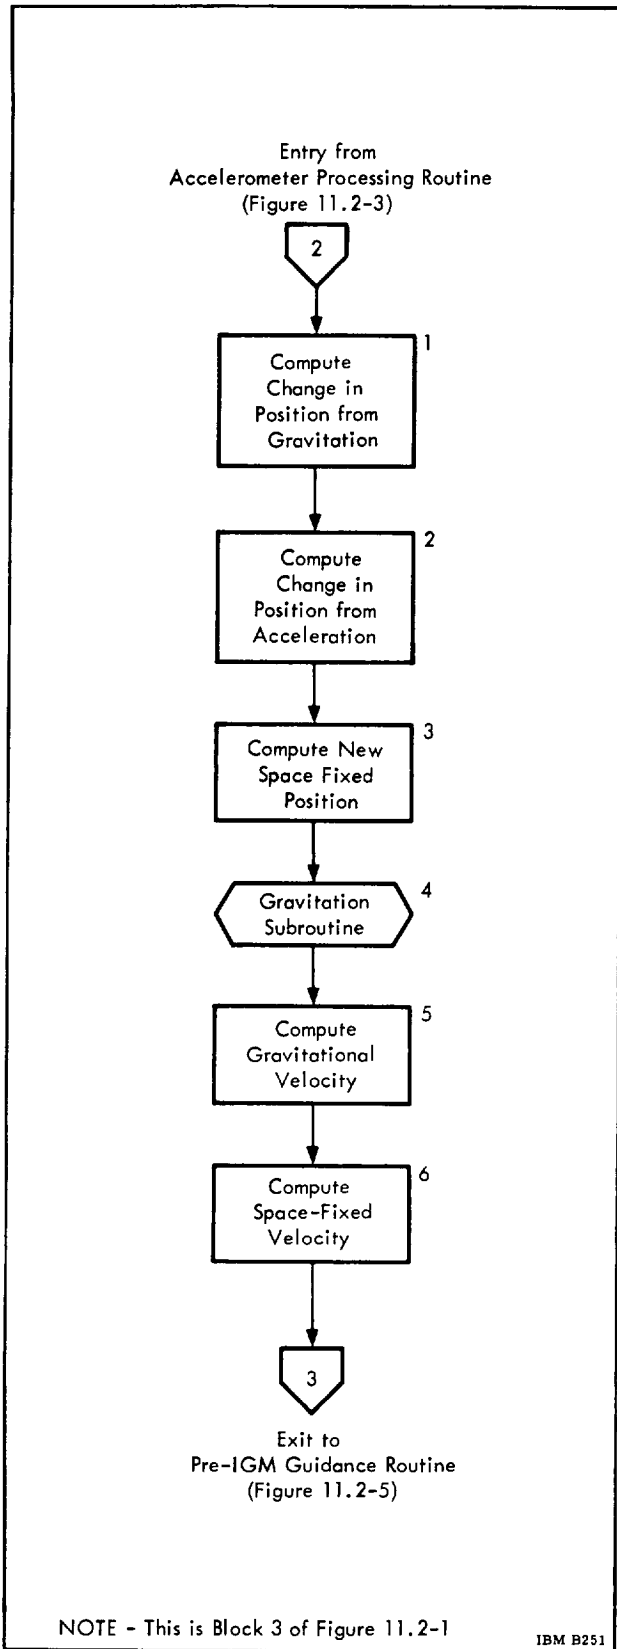 Entry from
Accelerometer Processing Routine
(Figure 11.2-3)
2
1
Compute
Change in
Position from
Gravitation
2
Compute
Change in
Position from
Acceleration
3
Compute New
Space Fixed
Position
4
Gravitation
Subroutine
5
Compute
Gravitational
Velocity
6
Compute
Space-Fixed
Velocity
3
Exit to
Pre-IGM Guidance Routine
(Figure 11.2-5)
NOTE - This is Block 3 of Figure 11.2-1
IBM B251